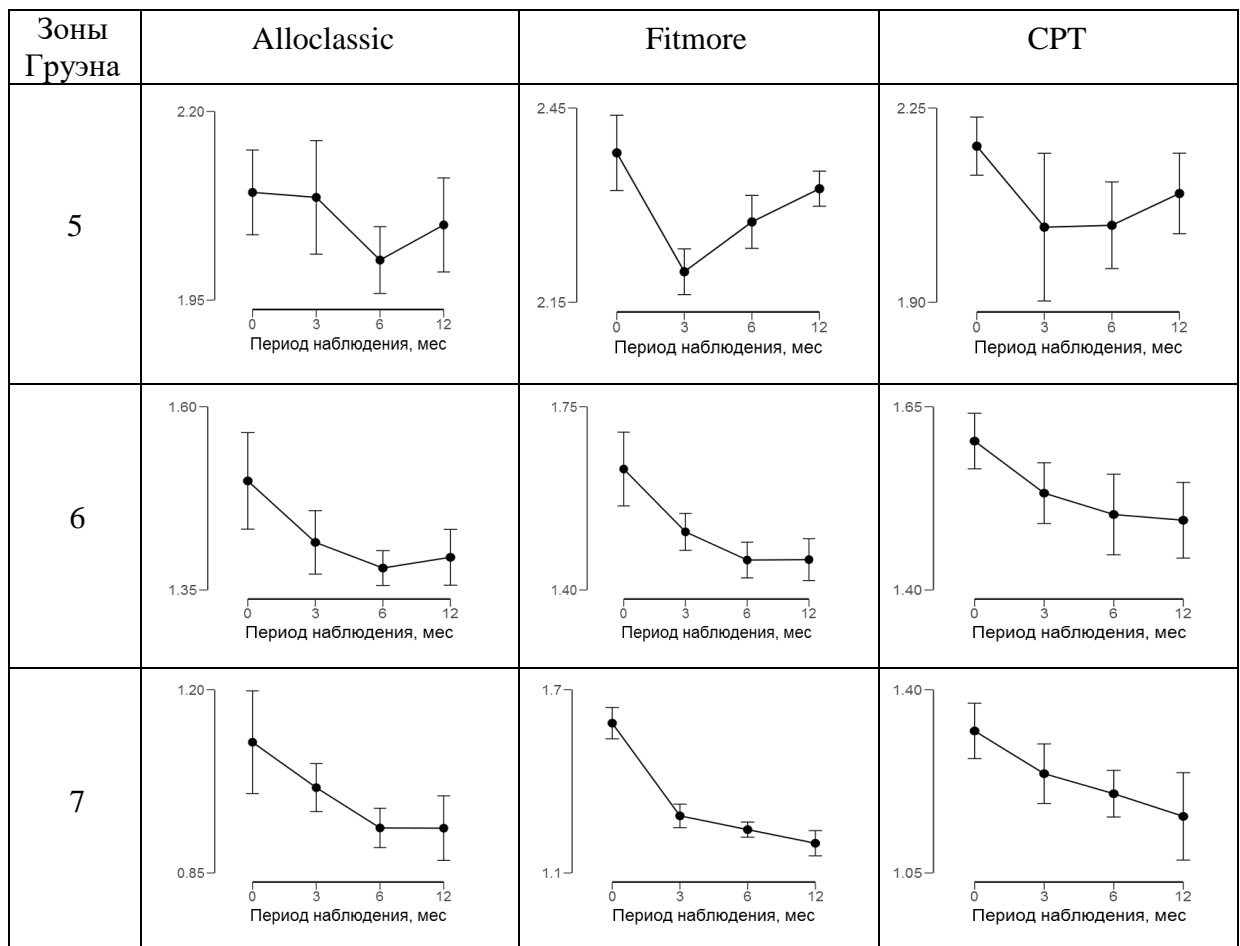 Зоны
Груэна
Alloclassic
Fitmore
CPT
5
2.20
1.95
0 3 6 12
Период наблюдения, мес
2.45
2.15
0 3 6 12
Период наблюдения, мес
2.25
1.90
0 3 6 12
Период наблюдения, мес
6
1.60
1.35
0 3 6 12
Период наблюдения, мес
1.75
1.40
0 3 6 12
Период наблюдения, мес
1.65
1.40
0 3 6 12
Период наблюдения, мес
7
1.20
0.85
0 3 6 12
Период наблюдения, мес
1.7
1.1
0 3 6 12
Период наблюдения, мес
1.40
1.05
0 3 6 12
Период наблюдения, мес